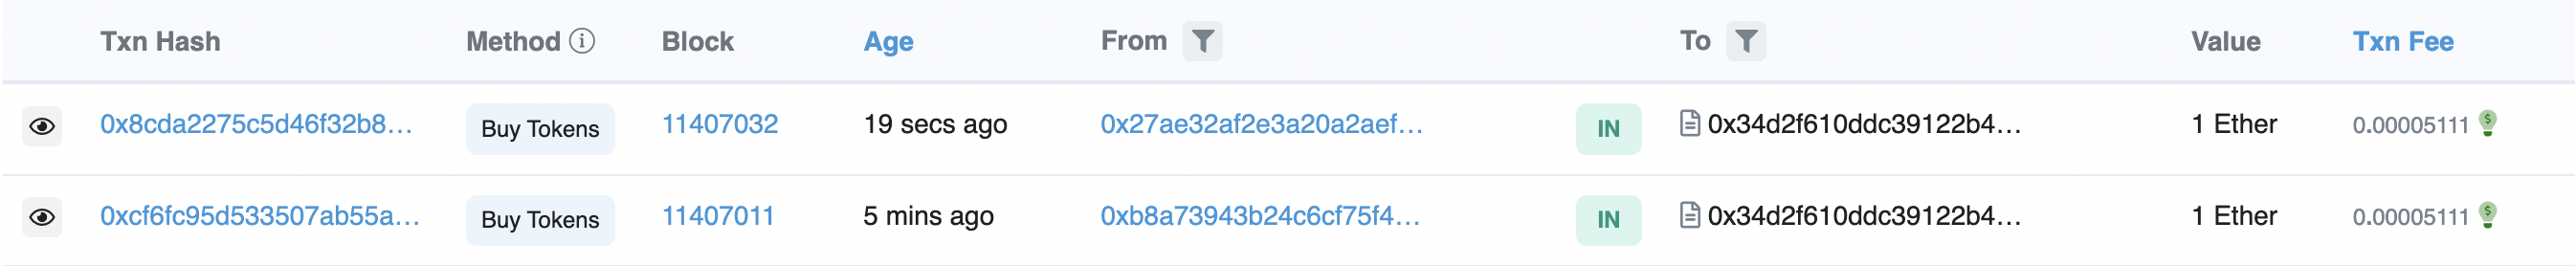 Txn Hash Method Block Age From To Value Txn Fee
0x8cda2275c5d46f32b8... Buy Tokens 11407032 19 secs ago 0x27ae32af2e3a20a2aef... IN 0x34d2f610ddc39122b4... 1 Ether 0.00005111
0xcf6fc95d533507ab55a... Buy Tokens 11407011 5 mins ago 0xb8a73943b24c6cf75f4... IN 0x34d2f610ddc39122b4... 1 Ether 0.00005111